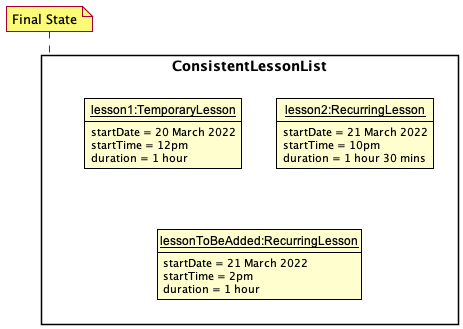 Final State
ConsistentLessonList
lesson1:TemporaryLesson
startDate = 20 March 2022
startTime = 12pm
duration = 1 hour
lesson2:RecurringLesson
startDate = 21 March 2022
startTime = 10pm
duration = 1 hour 30 mins
lessonToBeAdded:RecurringLesson
startDate = 21 March 2022
startTime = 2pm
duration = 1 hour